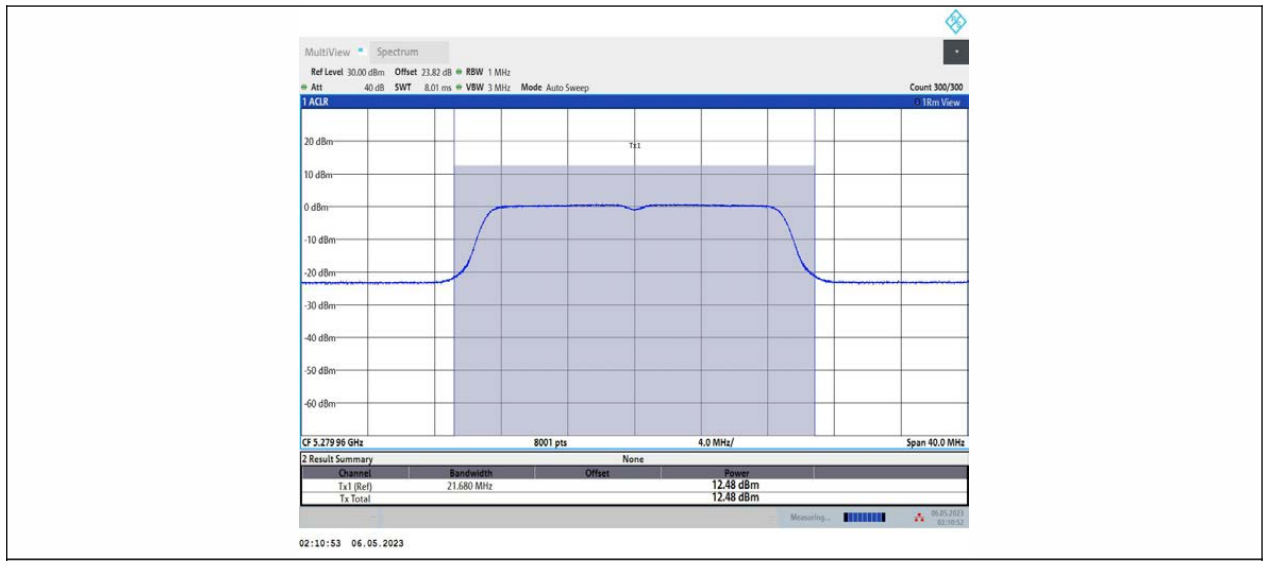 MultiView Spectrum
Ref Level 30.00 dBm Offset 23.82 dB RBW 1 MHz
Att 40 dB SWT 8.01 ms VBW 3 MHz Mode Auto Sweep Count 300/300
1 ACLR 1Rm View
Tx1
20 dBm
10 dBm
0 dBm
-10 dBm
-20 dBm
-30 dBm
-40 dBm
-50 dBm
-60 dBm
CF 5.279 96 GHz 8001 pts 4.0 MHz/ Span 40.0 MHz
2 Result Summary None
Channel Bandwidth Offset Power
Tx1 (Ref) 21.680 MHz 12.48 dBm
Tx Total 12.48 dBm
Measuring... 06.05.2023
02:10:52
02:10:53 06.05.2023